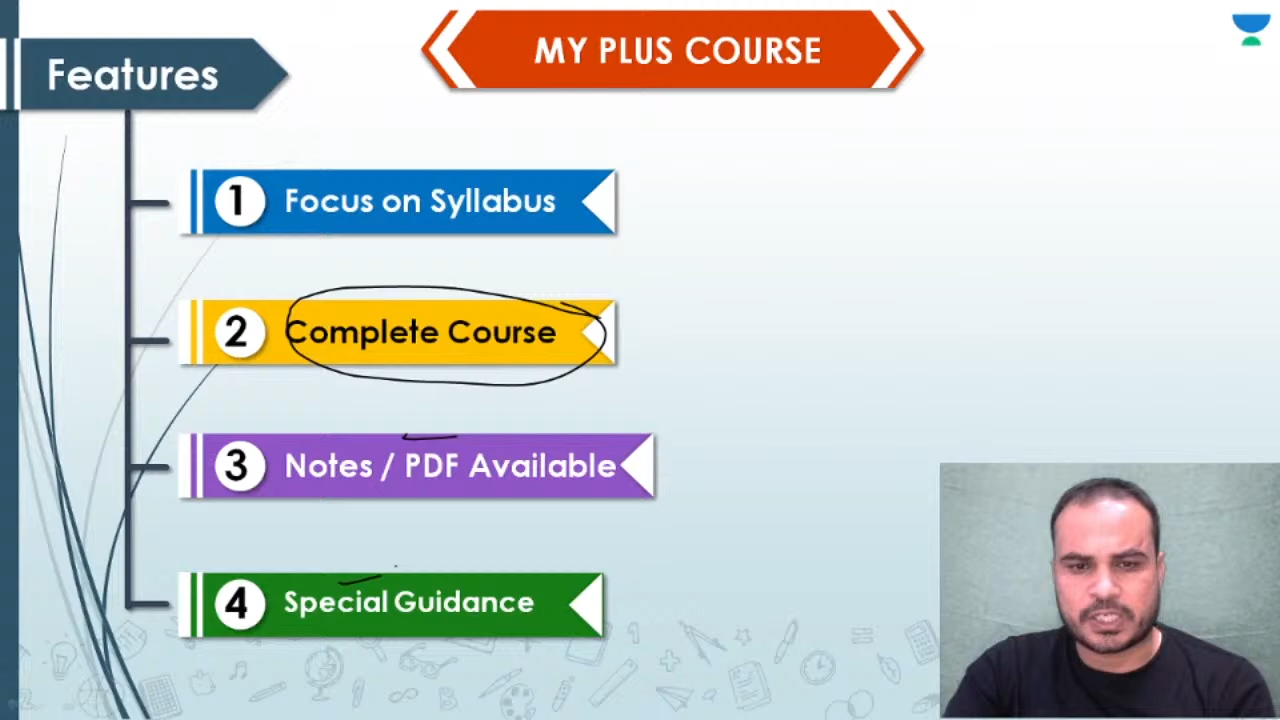 MY PLUS COURSE
Features
1 Focus on Syllabus
2 Complete Course
3 Notes / PDF Available
4 Special Guidance